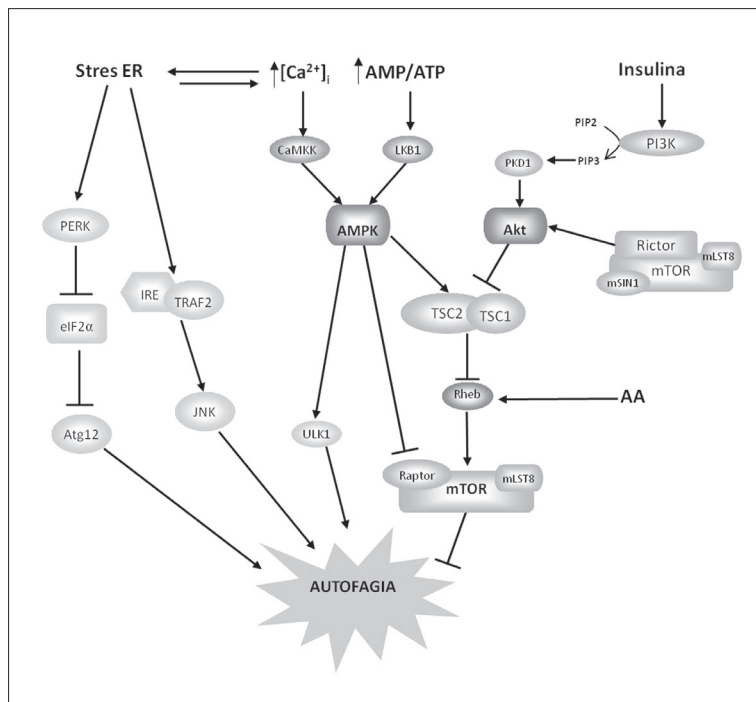 Stres ER
[Ca²⁺]ᵢ
AMP/ATP
Insulina
PIP2
PI3K
CaMKK
LKB1
PKD1
PIP3
PERK
AMPK
Akt
Rictor
mTOR
mLST8
mSIN1
IRE
TRAF2
TSC2
TSC1
eIF2α
Rheb
AA
JNK
Atg12
ULK1
Raptor
mTOR
mLST8
AUTOFAGIA